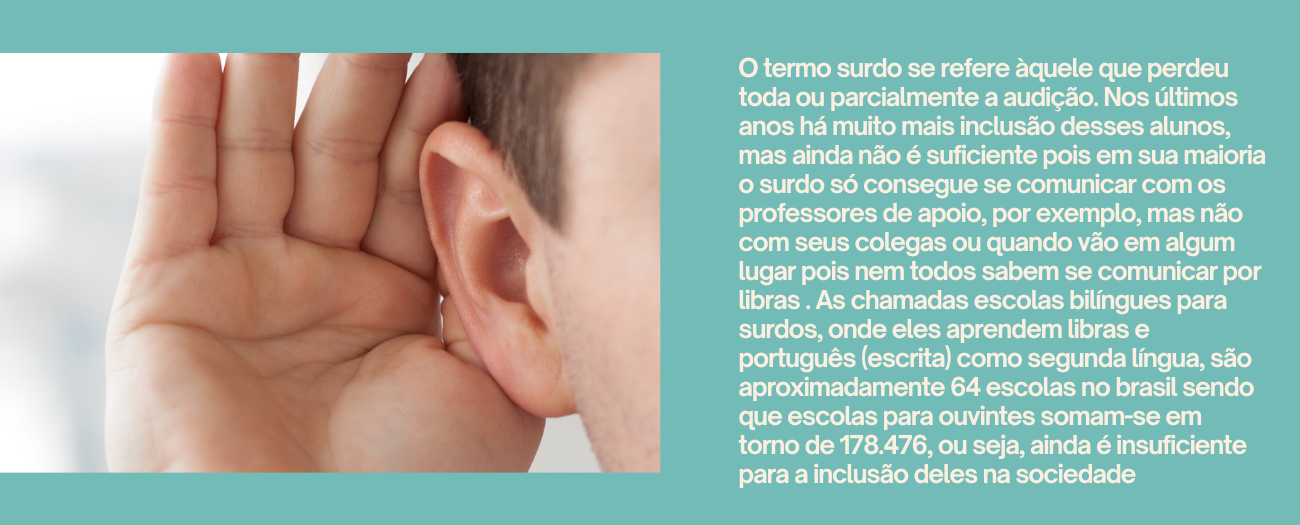 O termo surdo se refere àquele que perdeu
toda ou parcialmente a audição. Nos últimos
anos há muito mais inclusão desses alunos,
mas ainda não é suficiente pois em sua maioria
o surdo só consegue se comunicar com os
professores de apoio, por exemplo, mas não
com seus colegas ou quando vão em algum
lugar pois nem todos sabem se comunicar por
libras . As chamadas escolas bilíngues para
surdos, onde eles aprendem libras e
português (escrita) como segunda língua, são
aproximadamente 64 escolas no brasil sendo
que escolas para ouvintes somam-se em
torno de 178.476, ou seja, ainda é insuficiente
para a inclusão deles na sociedade